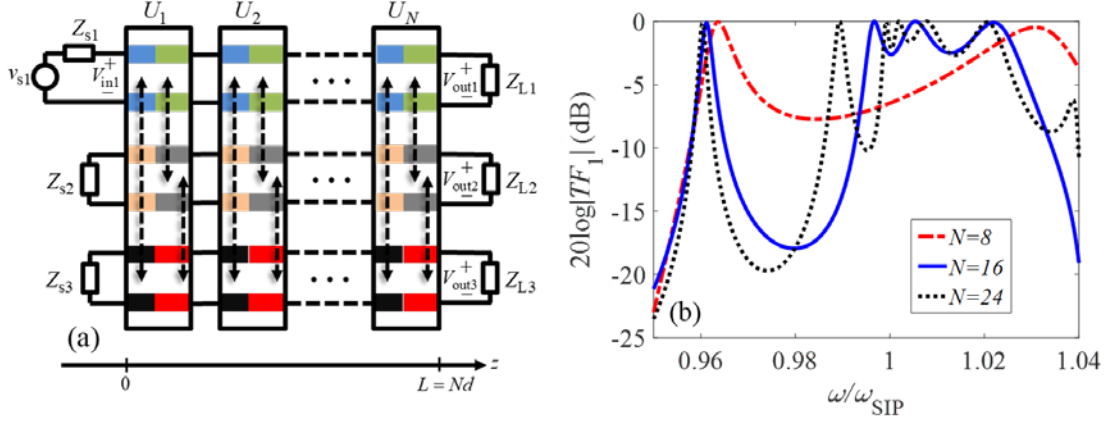 U1 U2 UN
Zs1
vs1
+ Vin1 −
+ Vout1 −
ZL1
Zs2
+ Vout2 −
ZL2
Zs3
+ Vout3 −
ZL3
...
...
...
(a)
0 L = Nd z
20log|TF1| (dB)
0
-5
-10
-15
-20
-25
0.96 0.98 1 1.02 1.04
ω/ωSIP
N=8
N=16
N=24
(b)